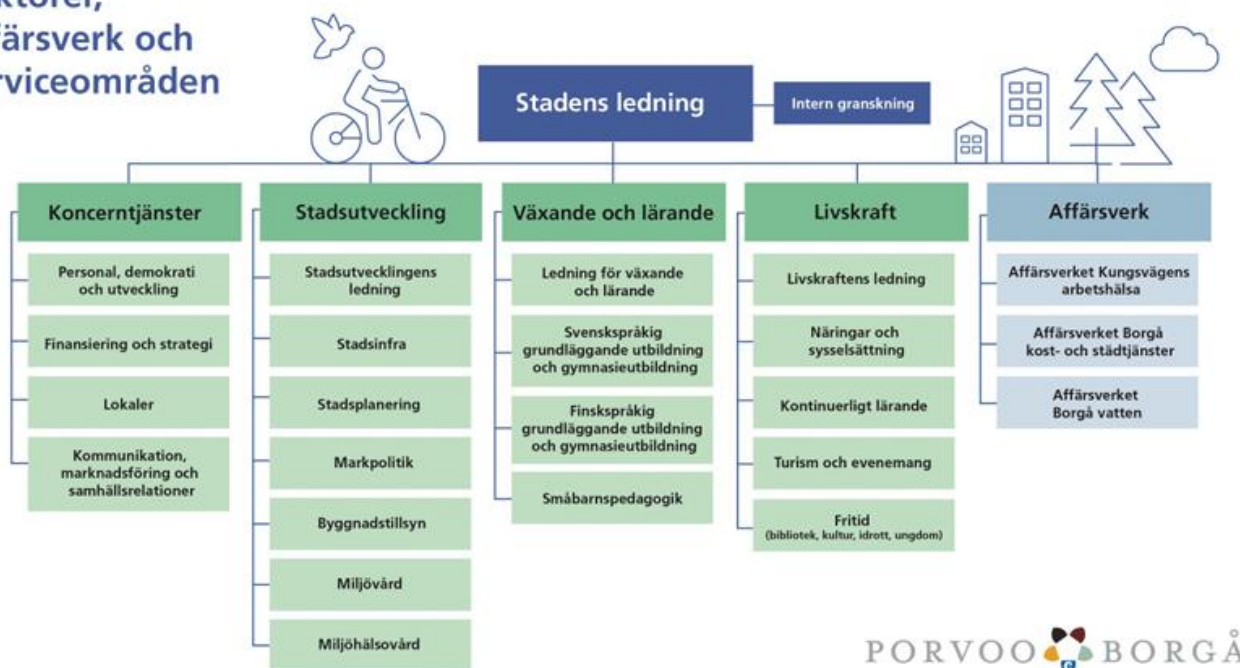 färsverk och
rviceområden
Stadens ledning
Intern granskning
Koncerntjänster
Personal, demokrati
och utveckling
Finansiering och strategi
Lokaler
Kommunikation,
marknadsföring och
samhällsrelationer
Stadsutveckling
Stadsutvecklingens
ledning
Stadsinfra
Stadsplanering
Markpolitik
Byggnadstillsyn
Miljövård
Miljöhälsovård
Växande och lärande
Ledning för växande
och lärande
Svenskspråkig
grundläggande utbildning
och gymnasieutbildning
Finskspråkig
grundläggande utbildning
och gymnasieutbildning
Småbarnspedagogik
Livskraft
Livskraftens ledning
Näringar och
sysselsättning
Kontinuerligt lärande
Turism och evenemang
Fritid
(bibliotek, kultur, idrott, ungdom)
Affärsverk
Affärsverket Kungsvägens
arbetshälsa
Affärsverket Borgå
kost- och städtjänster
Affärsverket
Borgå vatten
PORVOO BORGÅ